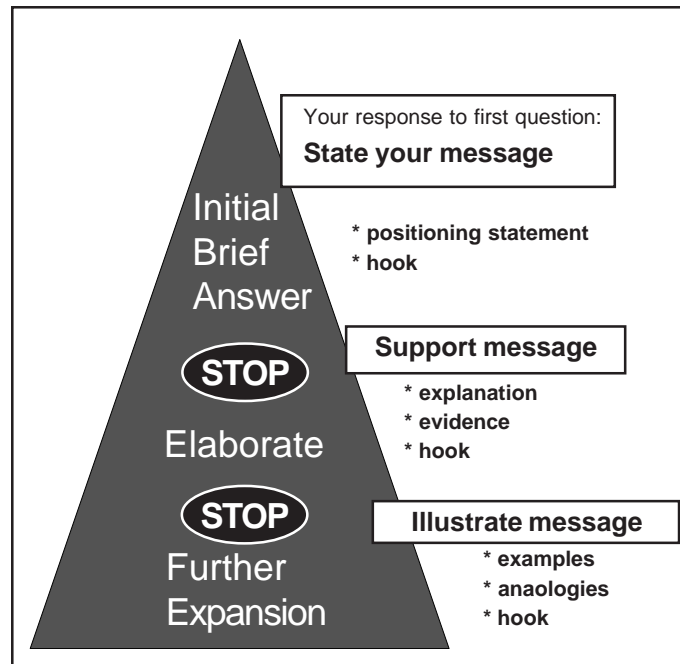 Your response to first question:
State your message
Initial
Brief
Answer
* positioning statement
* hook
STOP
Support message
* explanation
* evidence
* hook
Elaborate
STOP
Illustrate message
* examples
* anaologies
* hook
Further
Expansion